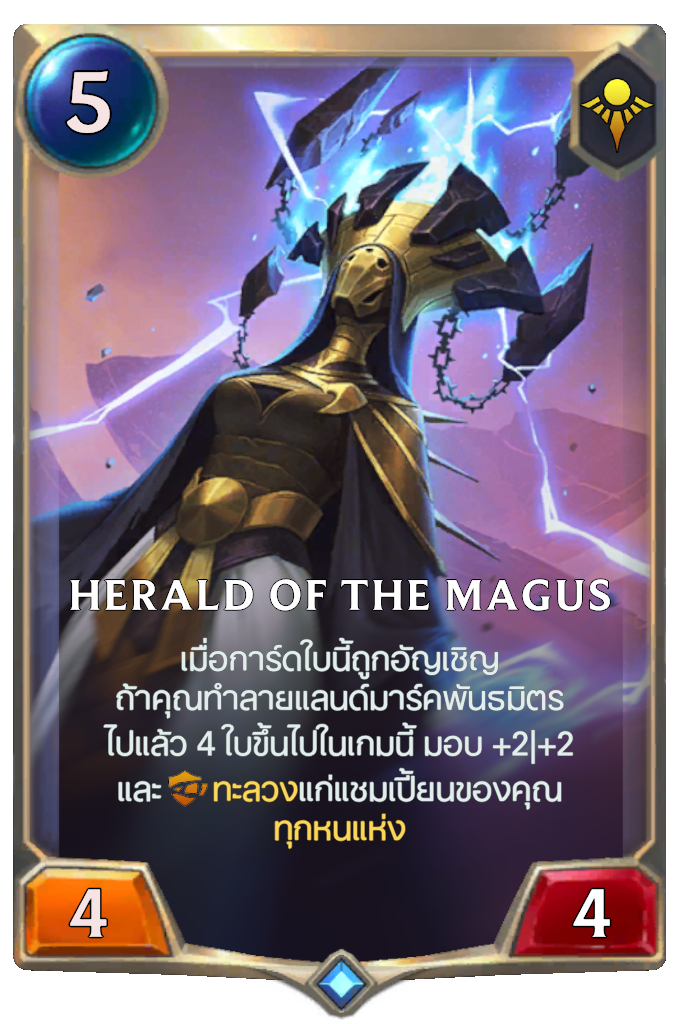 5
HERALD OF THE MAGUS
เมื่อการ์ดใบนี้ถูกอัญเชิญ
ถ้าคุณทำลายแลนด์มาร์คพันธมิตร
ไปแล้ว 4 ใบขึ้นไปในเกมนี้ มอบ +2|+2
และ ทะลวงแก่แชมเปี้ยนของคุณ
ทุกหนแห่ง
4
4